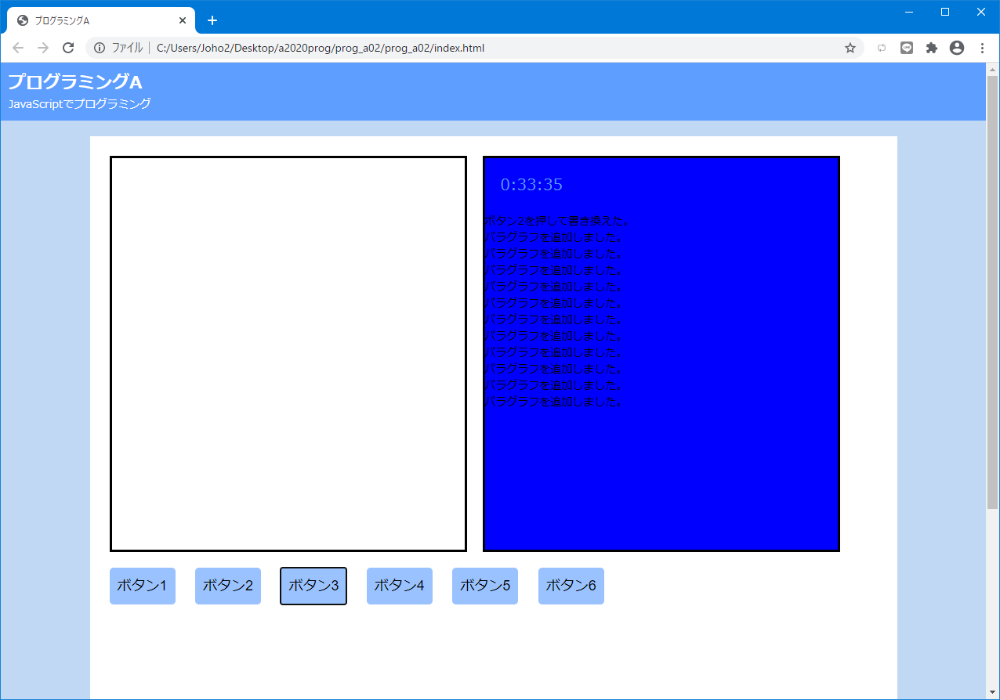 プログラミングA
ファイル | C:/Users/Joho2/Desktop/a2020prog/prog_a02/prog_a02/index.html
プログラミングA
JavaScriptでプログラミング
0:33:35
ボタン2を押して書き換えた。
パラグラフを追加しました。
パラグラフを追加しました。
パラグラフを追加しました。
パラグラフを追加しました。
パラグラフを追加しました。
パラグラフを追加しました。
パラグラフを追加しました。
パラグラフを追加しました。
パラグラフを追加しました。
パラグラフを追加しました。
パラグラフを追加しました。
ボタン1 ボタン2 ボタン3 ボタン4 ボタン5 ボタン6